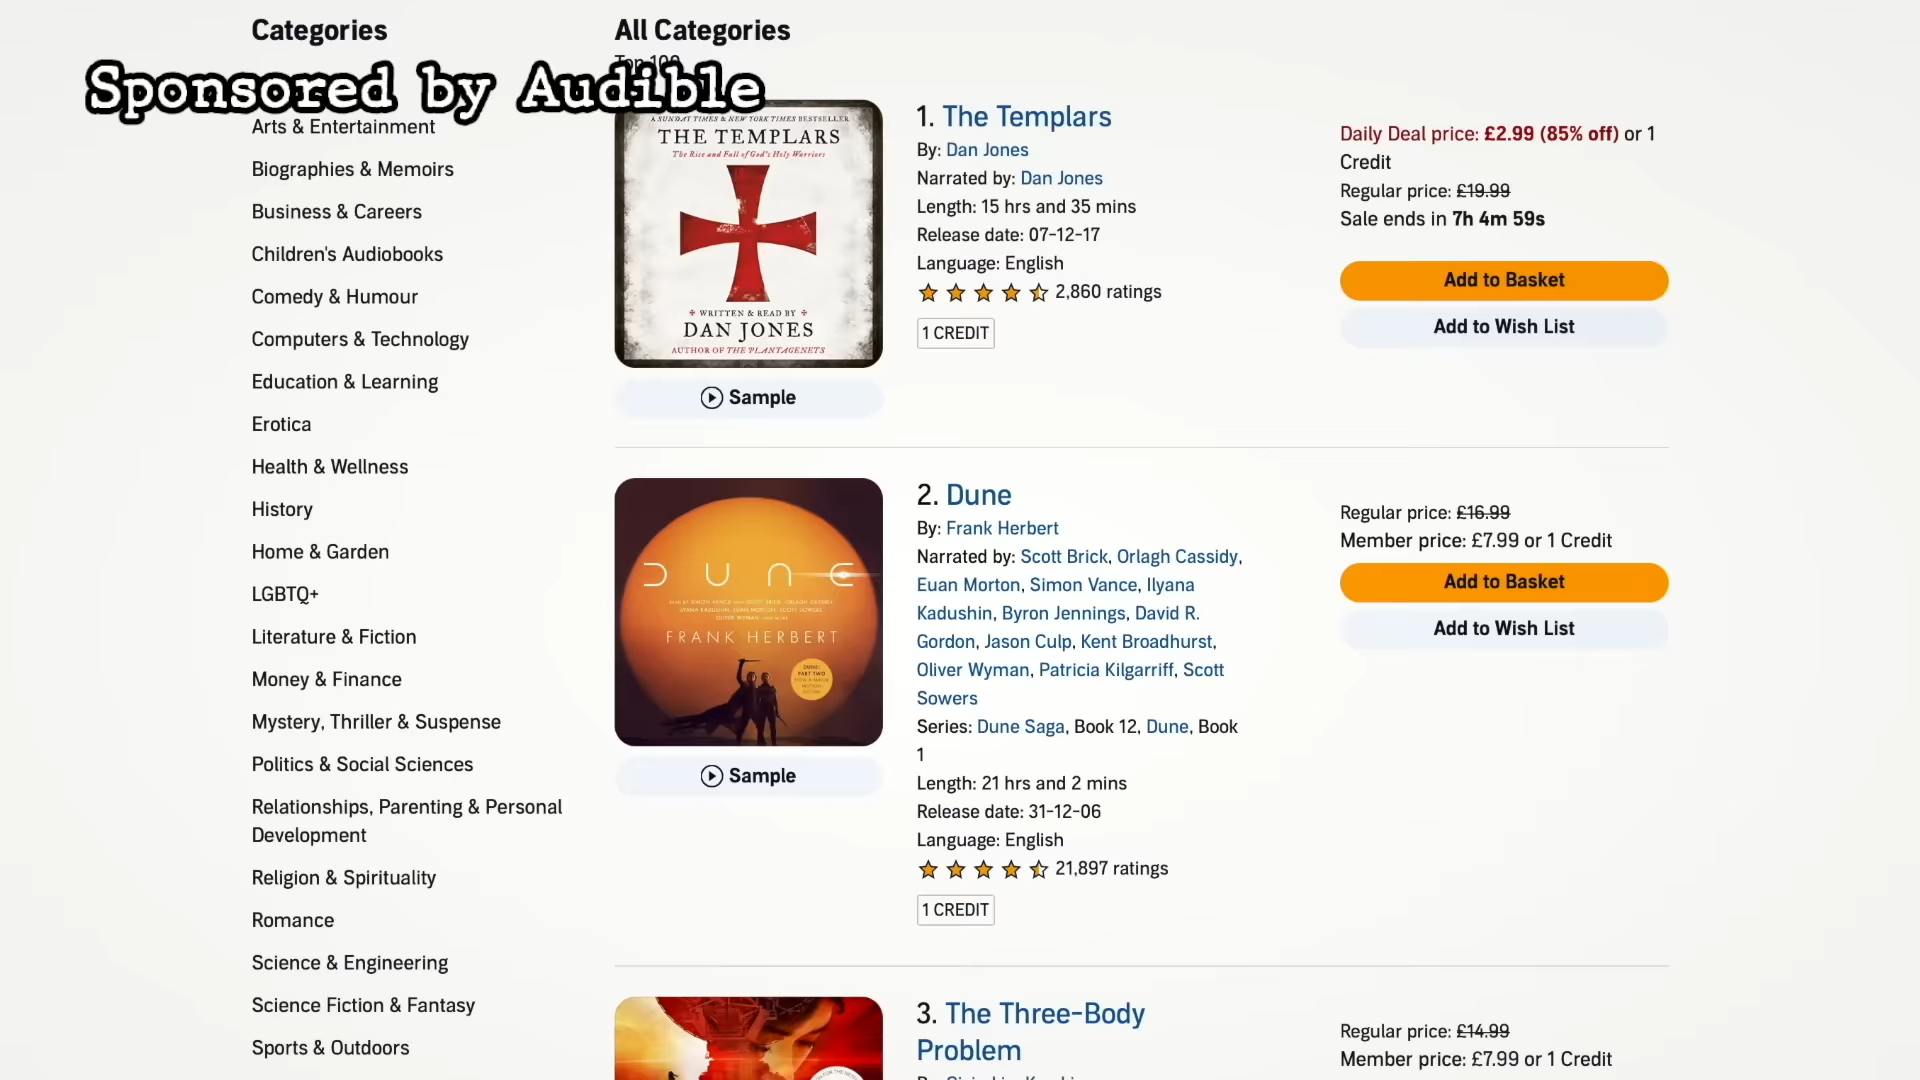 Categories
All Categories
Top 100
Sponsored by Audible
Arts & Entertainment
Biographies & Memoirs
Business & Careers
Children's Audiobooks
Comedy & Humour
Computers & Technology
Education & Learning
Erotica
Health & Wellness
History
Home & Garden
LGBTQ+
Literature & Fiction
Money & Finance
Mystery, Thriller & Suspense
Politics & Social Sciences
Relationships, Parenting & Personal
Development
Religion & Spirituality
Romance
Science & Engineering
Science Fiction & Fantasy
Sports & Outdoors
A SUNDAY TIMES & NEW YORK TIMES BESTSELLER
THE TEMPLARS
The Rise and Fall of God's Holy Warriors
WRITTEN & READ BY
DAN JONES
AUTHOR OF THE PLANTAGENETS
Sample
1. The Templars
By: Dan Jones
Narrated by: Dan Jones
Length: 15 hrs and 35 mins
Release date: 07-12-17
Language: English
2,860 ratings
1 CREDIT
Daily Deal price: £2.99 (85% off) or 1
Credit
Regular price: £19.99
Sale ends in 7h 4m 59s
Add to Basket
Add to Wish List
DUNE
FRANK HERBERT
DUNE:
PART TWO
Sample
2. Dune
By: Frank Herbert
Narrated by: Scott Brick, Orlagh Cassidy,
Euan Morton, Simon Vance, Ilyana
Kadushin, Byron Jennings, David R.
Gordon, Jason Culp, Kent Broadhurst,
Oliver Wyman, Patricia Kilgarriff, Scott
Sowers
Series: Dune Saga, Book 12, Dune, Book
1
Length: 21 hrs and 2 mins
Release date: 31-12-06
Language: English
21,897 ratings
1 CREDIT
Regular price: £16.99
Member price: £7.99 or 1 Credit
Add to Basket
Add to Wish List
3. The Three-Body
Problem
Regular price: £14.99
Member price: £7.99 or 1 Credit